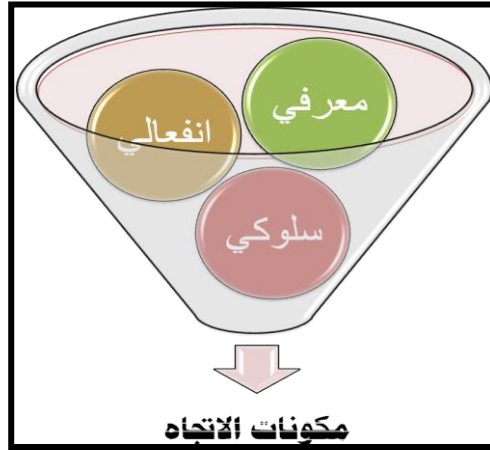 معرفي
انفعالي
سلوكي
مكونات الاتجاه